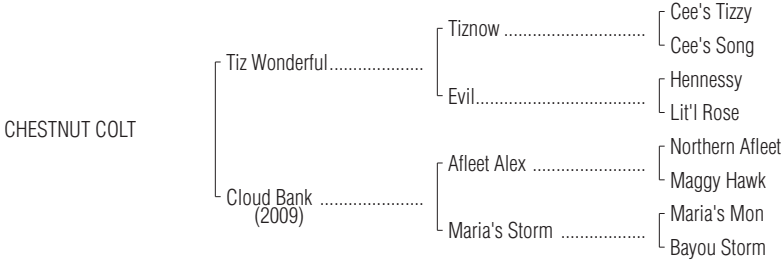 Cee's Tizzy
Tiznow ..............................
Cee's Song
Tiz Wonderful....................
Hennessy
Evil....................................
Lit'l Rose
CHESTNUT COLT
Northern Afleet
Afleet Alex ........................
Maggy Hawk
Cloud Bank ......................
(2009)
Maria's Mon
Maria's Storm ..................
Bayou Storm